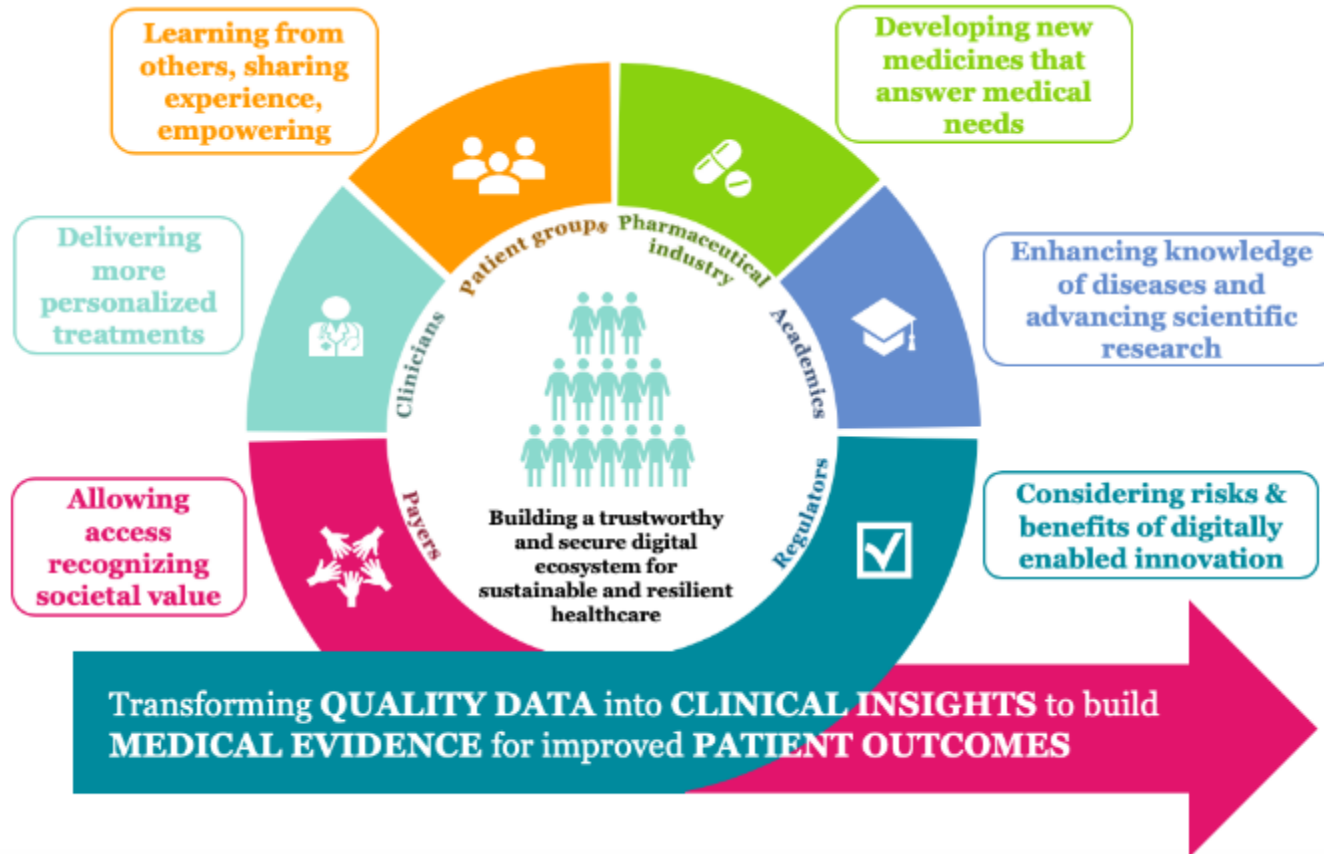 Learning from
others, sharing
experience,
empowering
Developing new
medicines that
answer medical
needs
Delivering
more
personalized
treatments
Patient groups
Pharmaceutical
industry
Enhancing knowledge
of diseases and
advancing scientific
research
Clinicians
Academics
Allowing
access
recognizing
societal value
Payers
Building a trustworthy
and secure digital
ecosystem for
sustainable and resilient
healthcare
Regulators
Considering risks &
benefits of digitally
enabled innovation
Transforming QUALITY DATA into CLINICAL INSIGHTS to build
MEDICAL EVIDENCE for improved PATIENT OUTCOMES